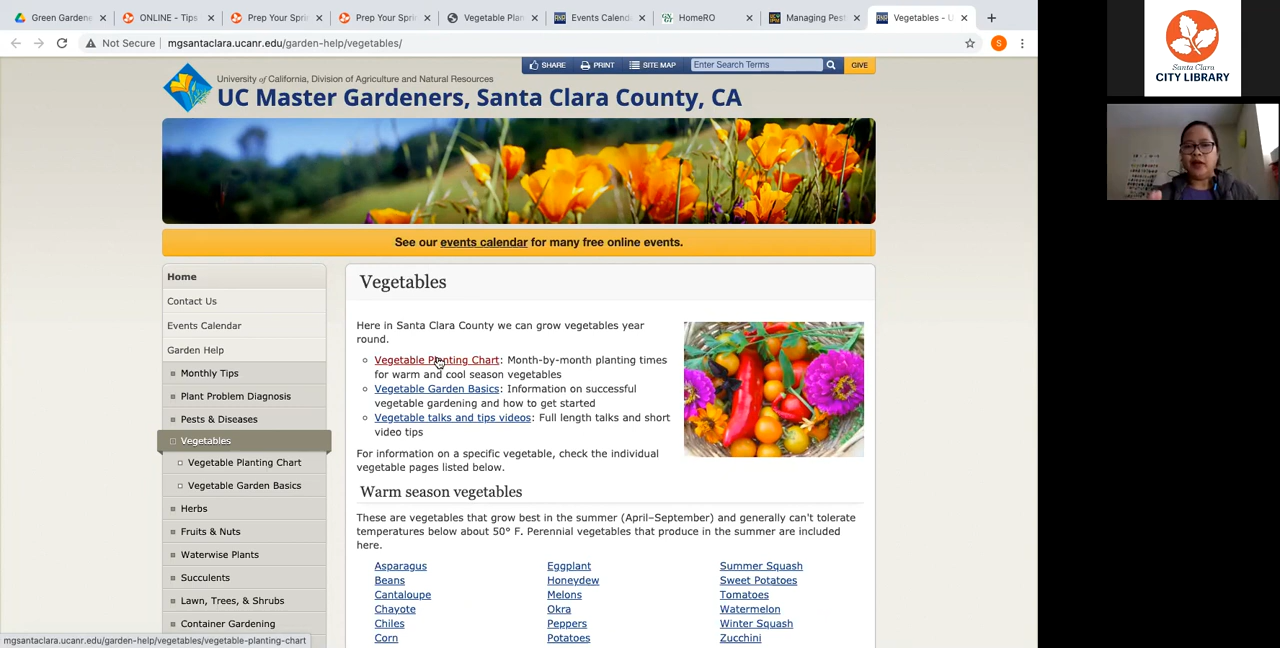 Green Gardene
ONLINE - Tips
Prep Your Sprin
Prep Your Sprin
Vegetable Plan
Events Calenda
HomeRO
Managing Pest
Vegetables - U
Not Secure
mgsantaclara.ucanr.edu/garden-help/vegetables/
S
SHARE
PRINT
SITE MAP
Enter Search Terms
GIVE
University of California, Division of Agriculture and Natural Resources
UC Master Gardeners, Santa Clara County, CA
See our events calendar for many free online events.
Home
Contact Us
Events Calendar
Garden Help
Monthly Tips
Plant Problem Diagnosis
Pests & Diseases
Vegetables
Vegetable Planting Chart
Vegetable Garden Basics
Herbs
Fruits & Nuts
Waterwise Plants
Succulents
Lawn, Trees, & Shrubs
Container Gardening
Vegetables
Here in Santa Clara County we can grow vegetables year
round.
Vegetable Planting Chart: Month-by-month planting times
for warm and cool season vegetables
Vegetable Garden Basics: Information on successful
vegetable gardening and how to get started
Vegetable talks and tips videos: Full length talks and short
video tips
For information on a specific vegetable, check the individual
vegetable pages listed below.
Warm season vegetables
These are vegetables that grow best in the summer (April–September) and generally can't tolerate
temperatures below about 50° F. Perennial vegetables that produce in the summer are included
here.
Asparagus
Beans
Cantaloupe
Chayote
Chiles
Corn
Eggplant
Honeydew
Melons
Okra
Peppers
Potatoes
Summer Squash
Sweet Potatoes
Tomatoes
Watermelon
Winter Squash
Zucchini
mgsantaclara.ucanr.edu/garden-help/vegetables/vegetable-planting-chart
Santa Clara
CITY LIBRARY